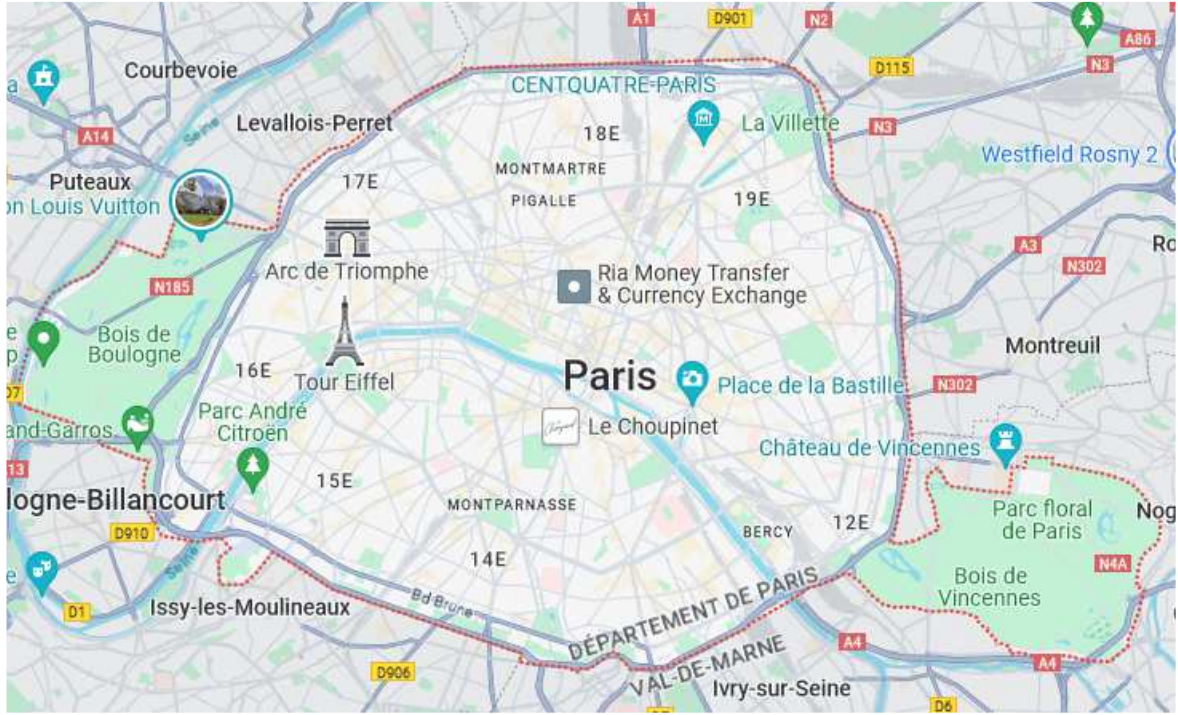 A1
D901
N2
A86
D115
N3
Courbevoie
CENTQUATRE-PARIS
Seine
Levallois-Perret
La Villette
N3
A14
18E
Westfield Rosny 2
MONTMARTRE
Puteaux
17E
on Louis Vuitton
PIGALLE
19E
A3
Ro
N302
Arc de Triomphe
Ria Money Transfer
& Currency Exchange
N185
Bois de
Boulogne
e
p
Montreuil
16E
Tour Eiffel
Paris
Place de la Bastille
N302
D7
Parc André
Citroën
and-Garros
Le Choupinet
Château de Vincennes
13
15E
logne-Billancourt
MONTPARNASSE
Parc floral
de Paris
Nog
D910
BERCY
12E
Seine
14E
N4A
e
Bois de
Vincennes
D1
Issy-les-Moulineaux
Bd Brune
DÉPARTEMENT DE PARIS
VAL-DE-MARNE
A4
A4
D906
Ivry-sur-Seine
D6